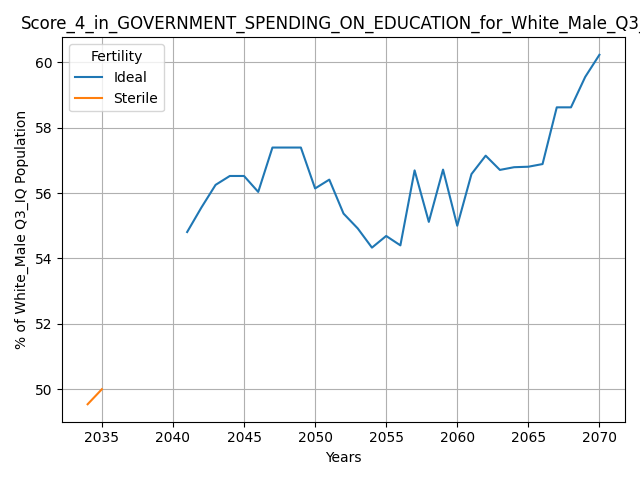 Score_4_in_GOVERNMENT_SPENDING_ON_EDUCATION_for_White_Male_Q3_
Fertility
Ideal
Sterile
60
58
56
54
52
50
% of White_Male Q3_IQ Population
2035 2040 2045 2050 2055 2060 2065 2070
Years